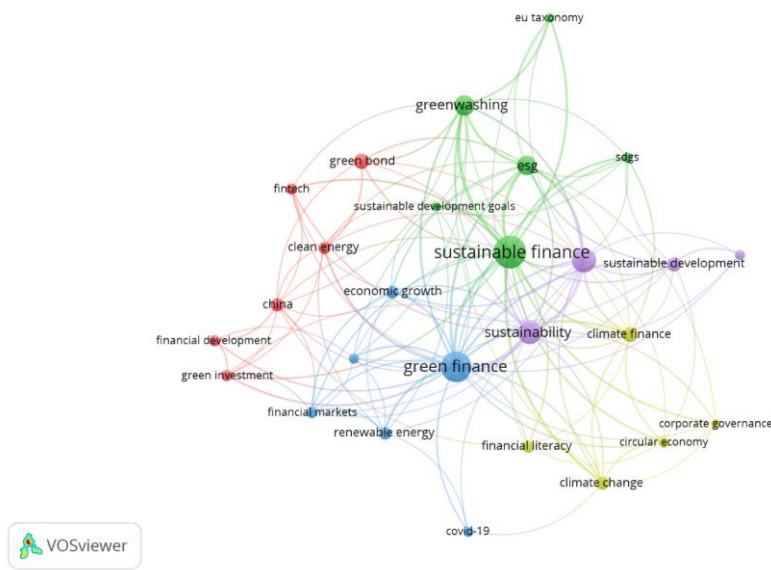 eu taxonomy
greenwashing
green bond
esg
sdgs
fintech
sustainable development goals
clean energy
sustainable finance
sustainable development
economic growth
china
sustainability
climate finance
financial development
green finance
green investment
financial markets
corporate governance
renewable energy
financial literacy
circular economy
climate change
covid-19
VOSviewer